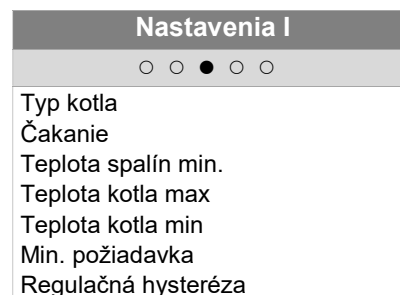 Nastavenia I
Typ kotla
Čakanie
Teplota spalín min.
Teplota kotla max
Teplota kotla min
Min. požiadavka
Regulačná hysteréza